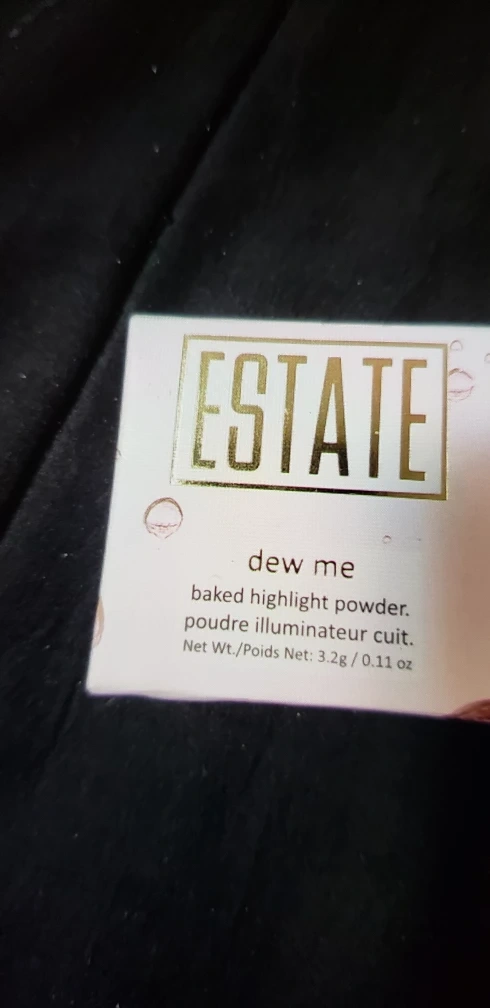 ESTATE
dew me
baked highlight powder.
poudre illuminateur cuit.
Net Wt./Poids Net: 3.2g / 0.11 oz